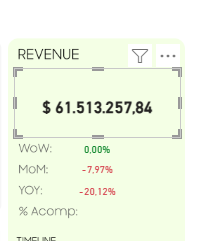 REVENUE
$ 61.513.257,84
WoW: 0,00%
MoM: -7,97%
YOY: -20,12%
% Acomp:
TIMELINE